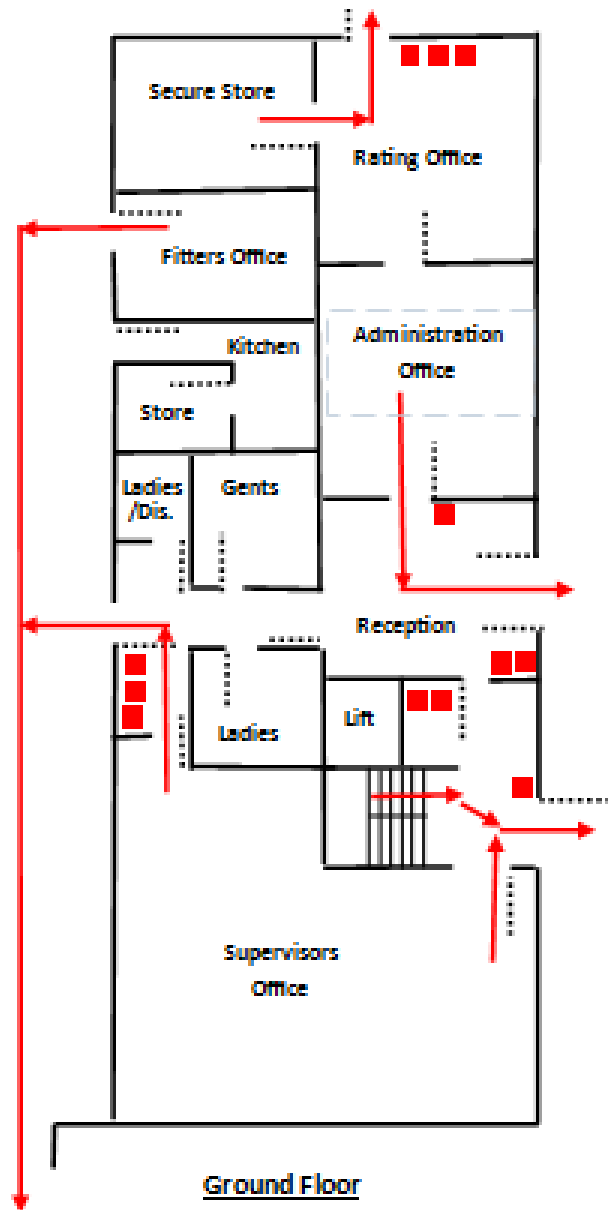 Secure Store
Rating Office
Fitters Office
Kitchen
Administration
Office
Store
Ladies
/Dis.
Gents
Reception
Ladies
Lift
Supervisors
Office
Ground Floor